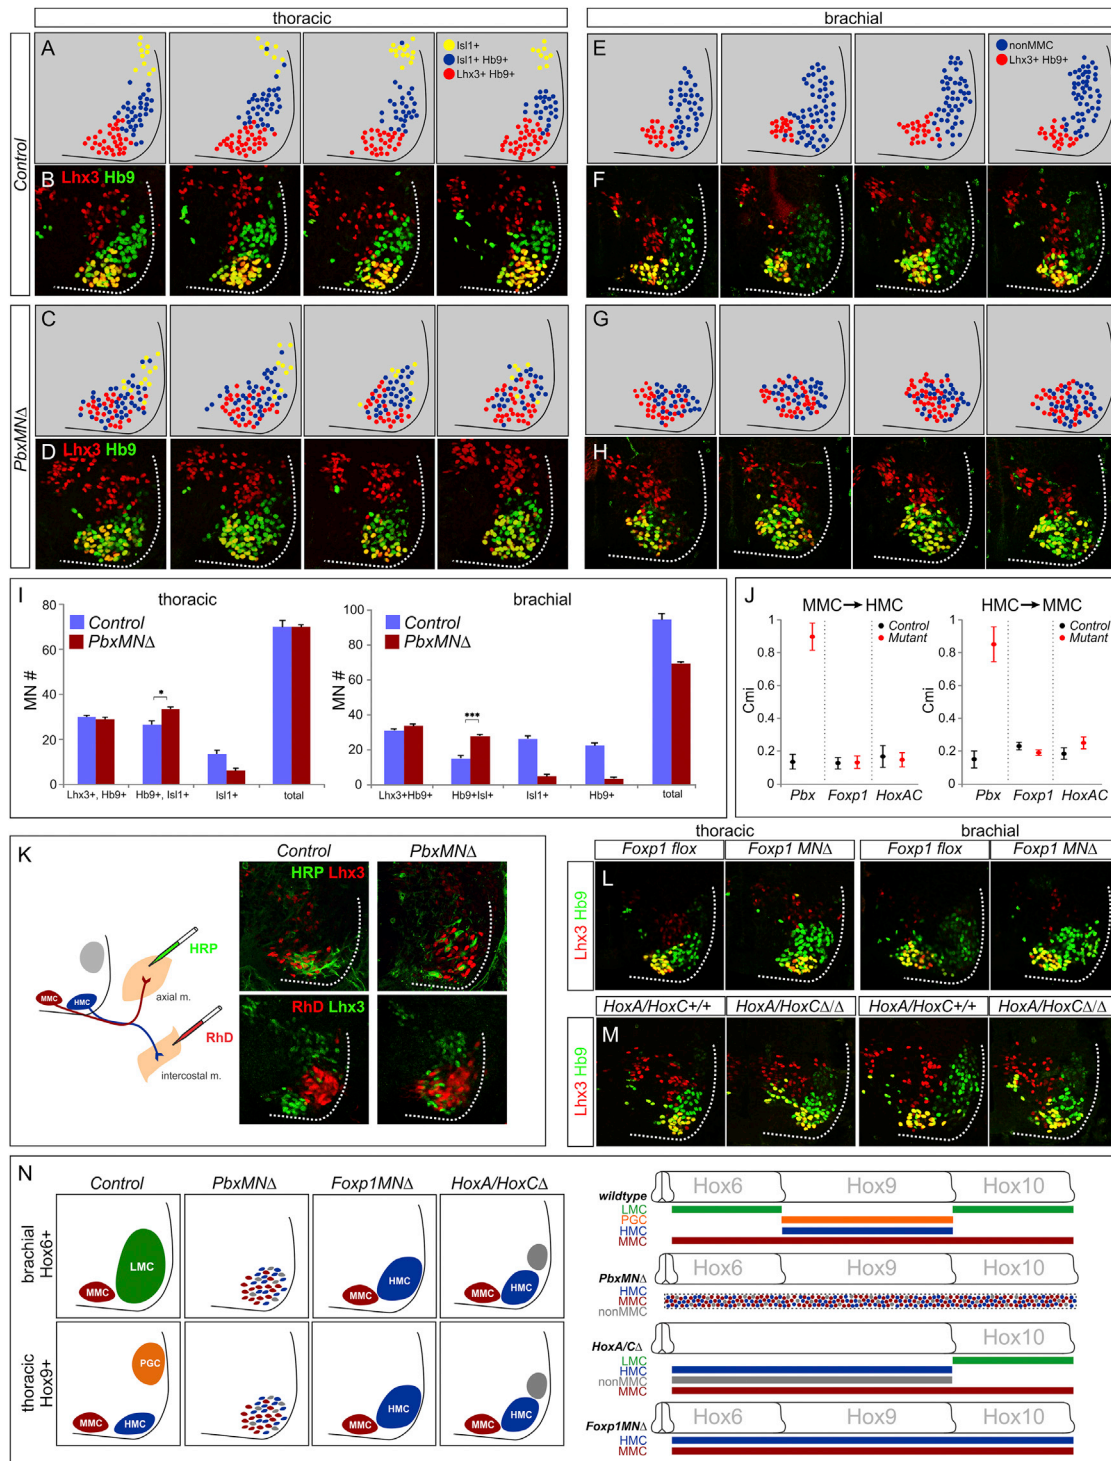 thoracic
brachial
Control
A
Isl1+
Isl1+ Hb9+
Lhx3+ Hb9+
E
nonMMC
Lhx3+ Hb9+
B Lhx3 Hb9
F
PbxMNΔ
C
G
D Lhx3 Hb9
H
I
thoracic
brachial
MN #
80
60
40
20
0
Control
PbxMNΔ
*
Lhx3+, Hb9+
Hb9+, Isl1+
Isl1+
total
MN #
100
80
60
40
20
0
Control
PbxMNΔ
***
Lhx3+Hb9+
Hb9+Isl+
Isl1+
Hb9+
total
J
MMC→HMC
HMC→MMC
Control
Mutant
Cmi
1
0.8
0.6
0.4
0.2
0
Pbx Foxp1 HoxAC
Control
Mutant
Cmi
1
0.8
0.6
0.4
0.2
0
Pbx Foxp1 HoxAC
K
Control
PbxMNΔ
HRP Lhx3
RhD Lhx3
HRP
axial m.
MMC
HMC
RhD
intercostal m.
thoracic
brachial
Foxp1 flox
Foxp1 MNΔ
Foxp1 flox
Foxp1 MNΔ
L
Lhx3 Hb9
HoxA/HoxC+/+
HoxA/HoxCΔ/Δ
HoxA/HoxC+/+
HoxA/HoxCΔ/Δ
M
Lhx3 Hb9
N
Control
PbxMNΔ
Foxp1MNΔ
HoxA/HoxCΔ
brachial
Hox6+
LMC
MMC
MMC
HMC
MMC
HMC
thoracic
Hox9+
PGC
MMC
HMC
MMC
HMC
MMC
HMC
wildtype
Hox6
Hox9
Hox10
LMC
PGC
HMC
MMC
PbxMNΔ
Hox6
Hox9
Hox10
HMC
MMC
nonMMC
HoxA/CΔ
Hox10
LMC
HMC
nonMMC
MMC
Foxp1MNΔ
Hox6
Hox9
Hox10
HMC
MMC